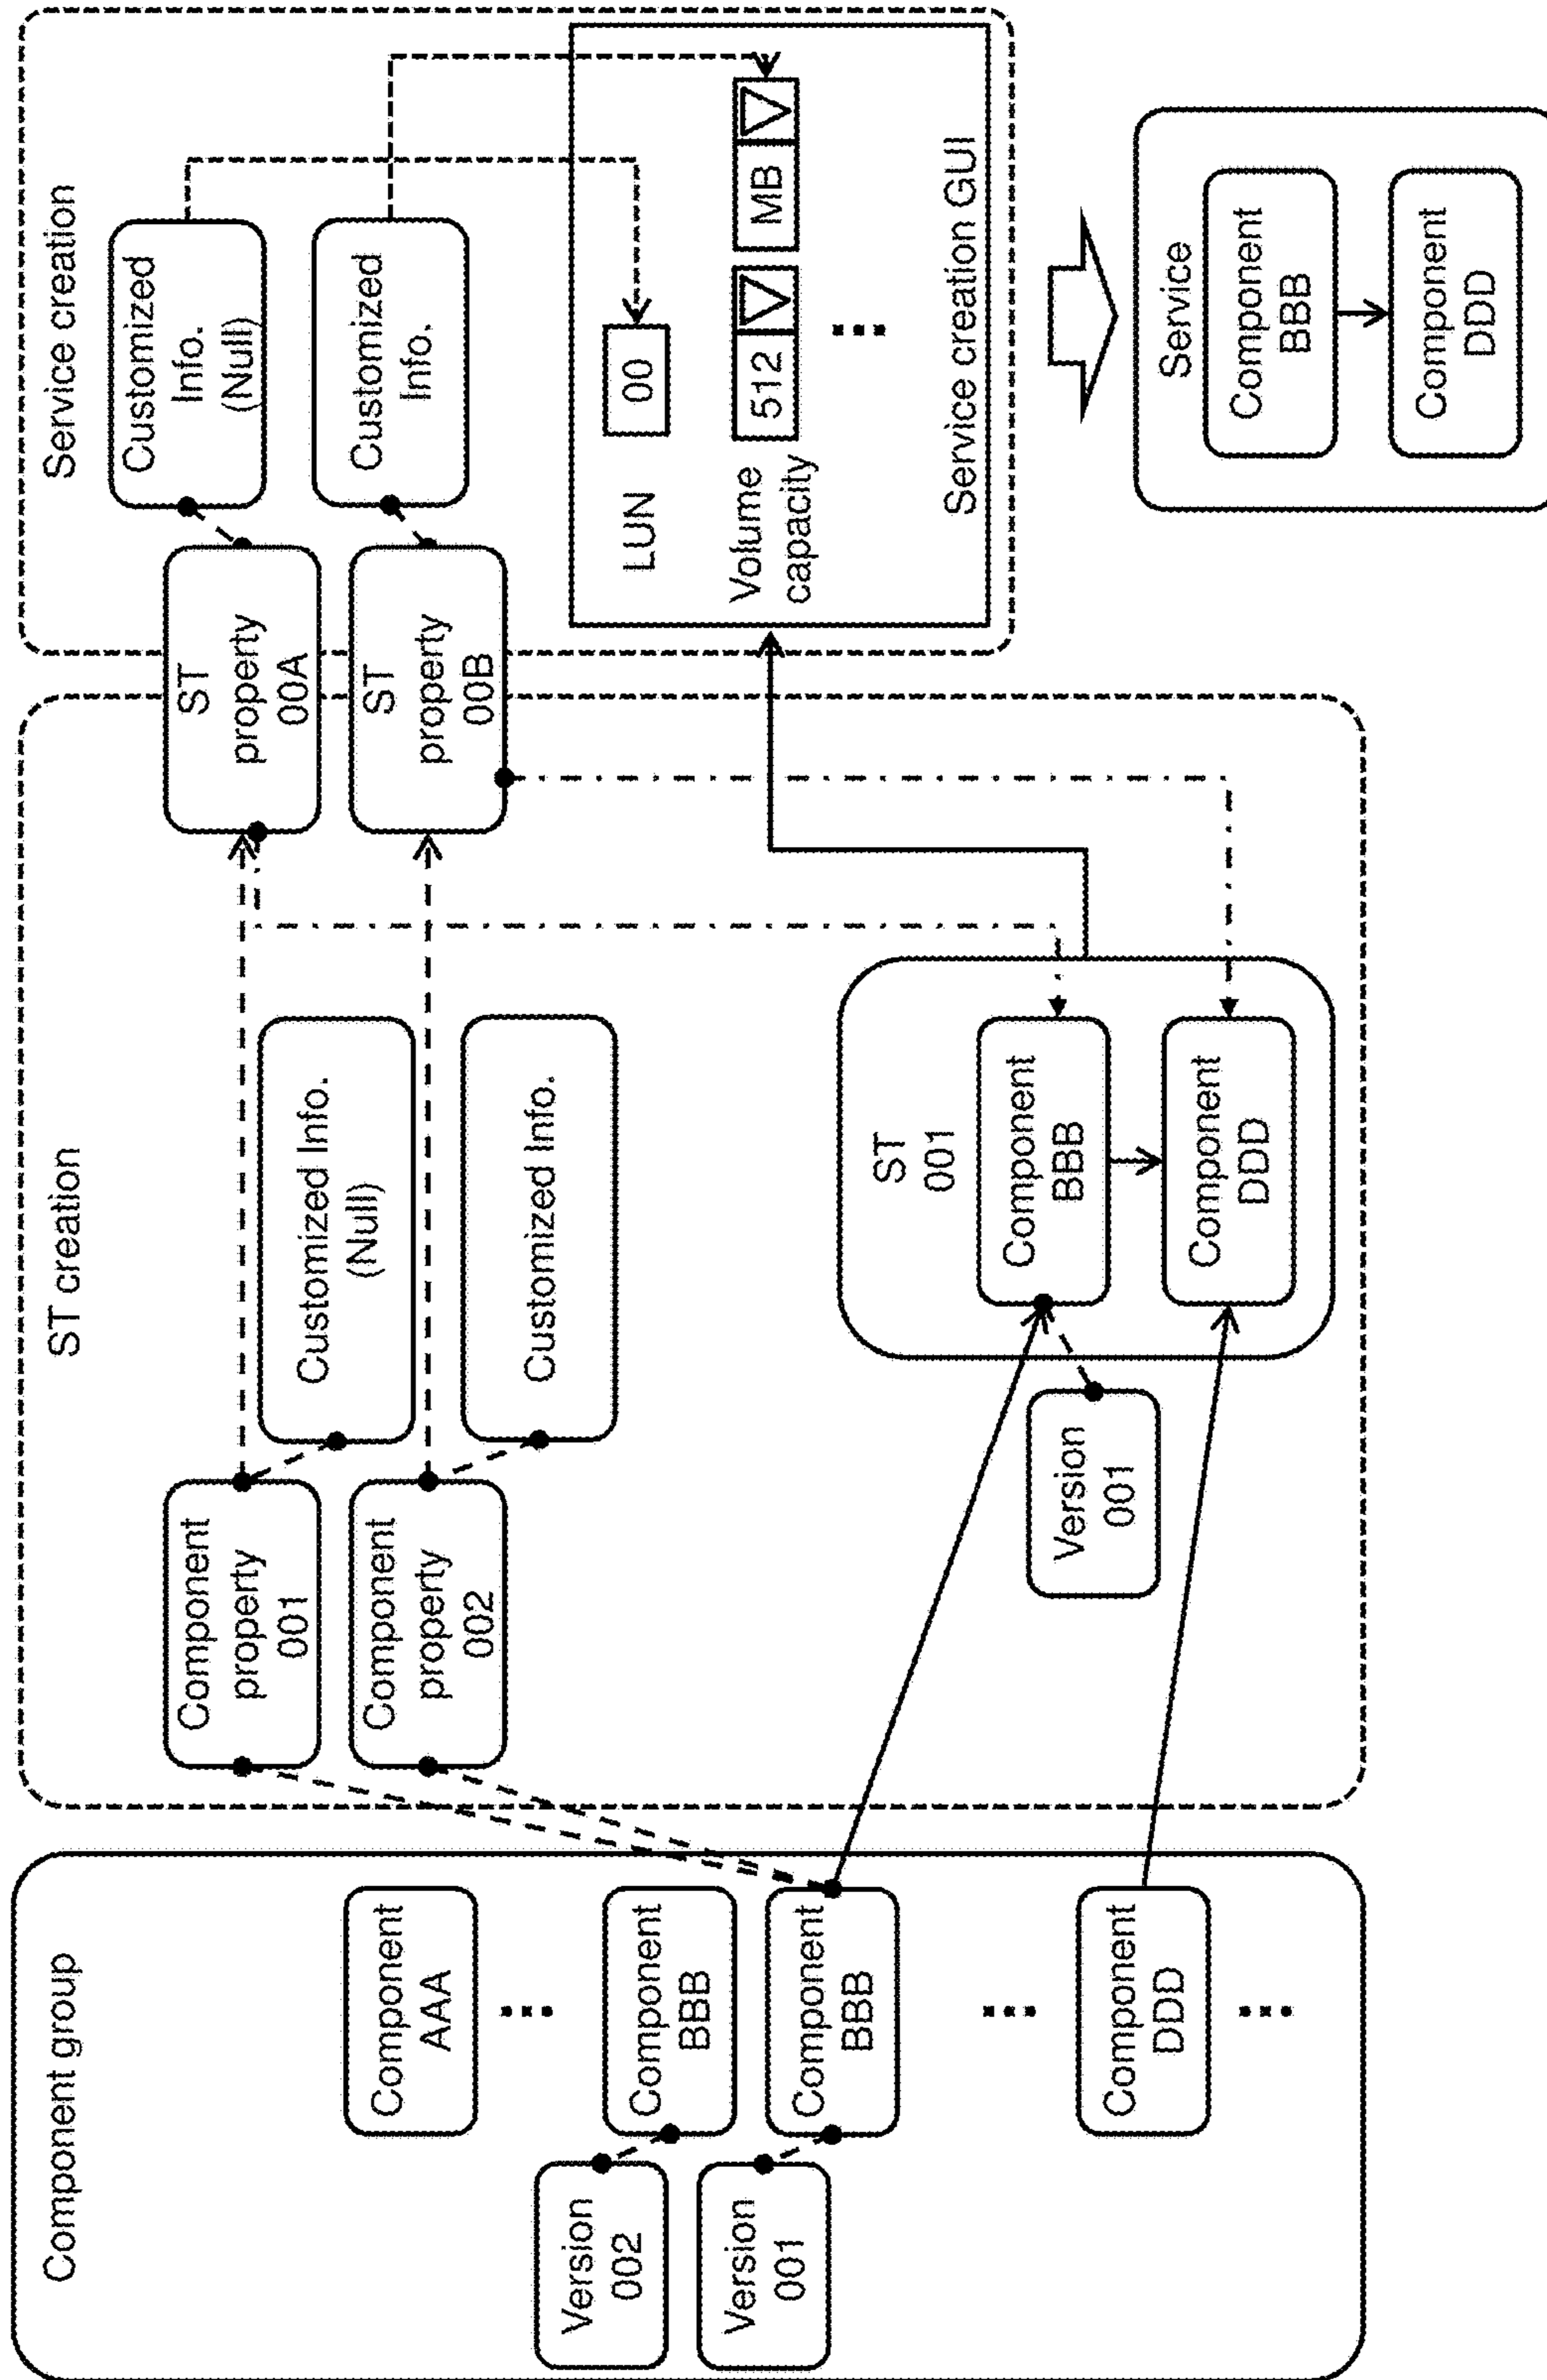 Component group
Component
AAA
...
Version
002
Component
BBB
Version
001
Component
BBB
...
Component
DDD
...
ST creation
Component
property
001
Customized Info.
(Null)
Component
property
002
Customized Info.
ST
property
00A
ST
property
00B
Version
001
ST
001
Component
BBB
Component
DDD
Service creation
Customized
Info.
(Null)
Customized
Info.
LUN
00
Volume
capacity
512
MB
...
Service creation GUI
Service
Component
BBB
Component
DDD